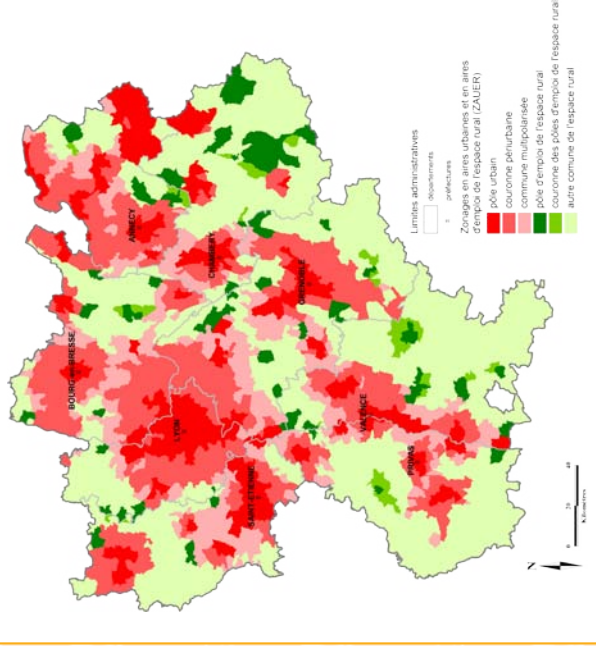 BOURG-en-BRESSE
ANNECY
LYON
CHAMBERY
SAINT-ETIENNE
GRENOBLE
VALENCE
PRIVAS
Limites administratives
départements
préfectures
Zonages en aires urbaines et en aires
d'emploi de l'espace rural (ZAUER)
pôle urbain
couronne périurbaine
commune multipolarisée
pôle d'emploi de l'espace rural
couronne des pôles d'emploi de l'espace rural
autre comune de l'espace rural
N
0 20 40
Kilomètres